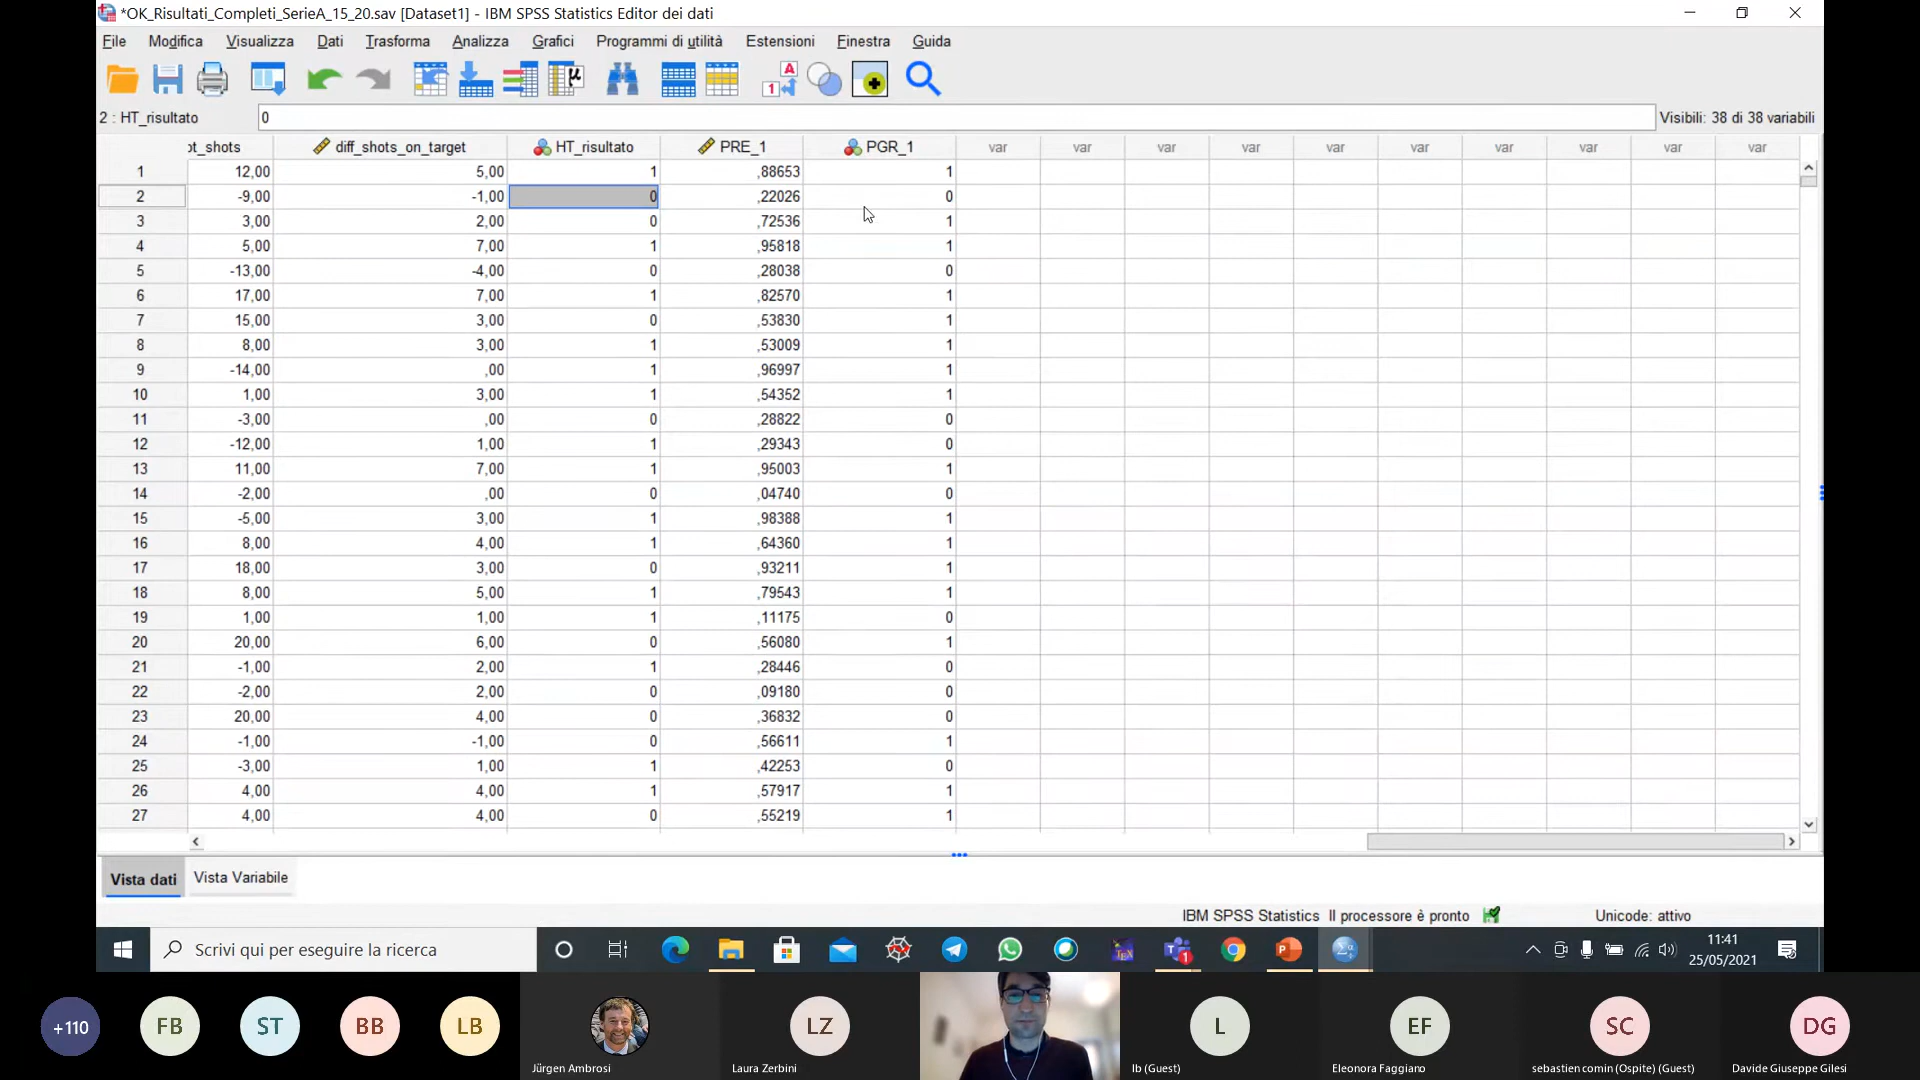 *OK_Risultati_Completi_SerieA_15_20.sav [Dataset1] - IBM SPSS Statistics Editor dei dati
File Modifica Visualizza Dati Trasforma Analizza Grafici Programmi di utilità Estensioni Finestra Guida
2 : HT_risultato 0 Visibili: 38 di 38 variabili
ot_shots diff_shots_on_target HT_risultato PRE_1 PGR_1 var var var var var var var var var var
1 12,00 5,00 1 ,88653 1
2 -9,00 -1,00 0 ,22026 0
3 3,00 2,00 0 ,72536 1
4 5,00 7,00 1 ,95818 1
5 -13,00 -4,00 0 ,28038 0
6 17,00 7,00 1 ,82570 1
7 15,00 3,00 0 ,53830 1
8 8,00 3,00 1 ,53009 1
9 -14,00 ,00 1 ,96997 1
10 1,00 3,00 1 ,54352 1
11 -3,00 ,00 0 ,28822 0
12 -12,00 1,00 1 ,29343 0
13 11,00 7,00 1 ,95003 1
14 -2,00 ,00 0 ,04740 0
15 -5,00 3,00 1 ,98388 1
16 8,00 4,00 1 ,64360 1
17 18,00 3,00 0 ,93211 1
18 8,00 5,00 1 ,79543 1
19 1,00 1,00 1 ,11175 0
20 20,00 6,00 0 ,56080 1
21 -1,00 2,00 1 ,28446 0
22 -2,00 2,00 0 ,09180 0
23 20,00 4,00 0 ,36832 0
24 -1,00 -1,00 0 ,56611 1
25 -3,00 1,00 1 ,42253 0
26 4,00 4,00 1 ,57917 1
27 4,00 4,00 0 ,55219 1
Vista dati Vista Variabile
IBM SPSS Statistics Il processore è pronto Unicode: attivo
Scrivi qui per eseguire la ricerca
11:41
25/05/2021
+110 FB ST BB LB LZ L EF SC DG
Jürgen Ambrosi Laura Zerbini lb (Guest) Eleonora Faggiano sebastien comin (Ospite) (Guest) Davide Giuseppe Gilesi